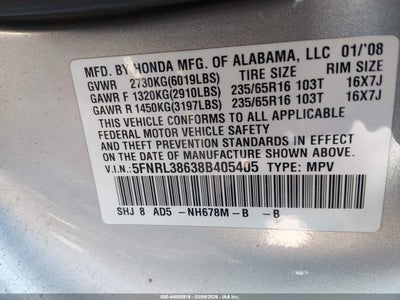 MFD. BY HONDA MFG. OF ALABAMA, LLC 01/'08
GVWR 2730KG(6019LBS) TIRE SIZE RIM SIZE
GAWR F 1320KG(2910LBS) 235/65R16 103T 16X7J
GAWR R 1450KG(3197LBS) 235/65R16 103T 16X7J
THIS VEHICLE CONFORMS TO ALL APPLICABLE
FEDERAL MOTOR VEHICLE SAFETY AND
THEFT PREVENTION STANDARDS IN EFFECT
ON THE DATE OF MANUFACTURE SHOWN ABOVE.
V.I.N.: 5FNRL38638B405405 TYPE: MPV
SHJ 8 AD5 -NH678M-B -B